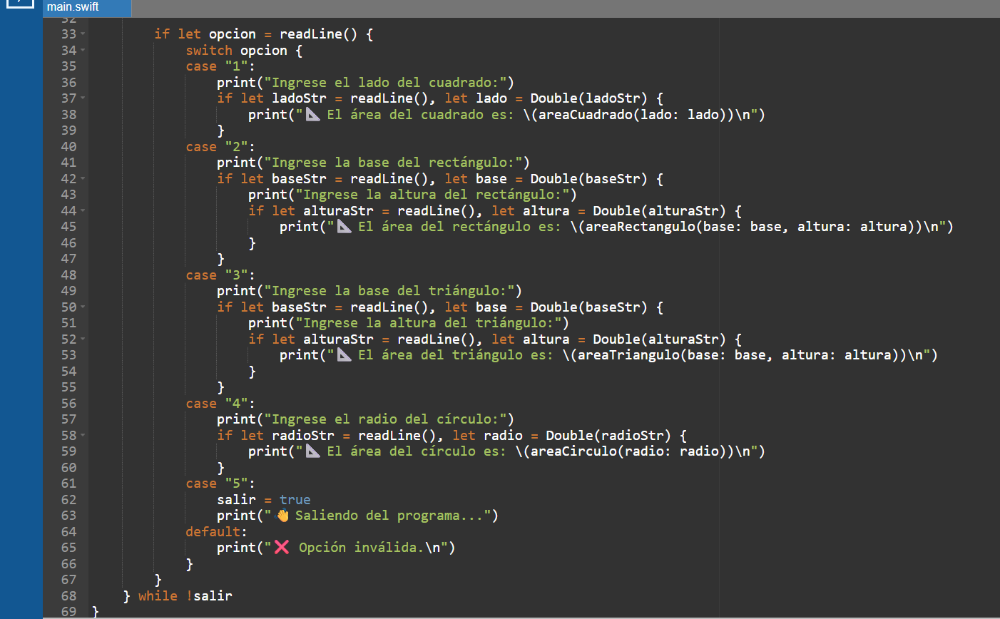 main.swift
32
33 if let opcion = readLine() {
34 switch opcion {
35 case "1":
36 print("Ingrese el lado del cuadrado:")
37 if let ladoStr = readLine(), let lado = Double(ladoStr) {
38 print("📐 El área del cuadrado es: \(areaCuadrado(lado: lado))\n")
39 }
40 case "2":
41 print("Ingrese la base del rectángulo:")
42 if let baseStr = readLine(), let base = Double(baseStr) {
43 print("Ingrese la altura del rectángulo:")
44 if let alturaStr = readLine(), let altura = Double(alturaStr) {
45 print("📐 El área del rectángulo es: \(areaRectangulo(base: base, altura: altura))\n")
46 }
47 }
48 case "3":
49 print("Ingrese la base del triángulo:")
50 if let baseStr = readLine(), let base = Double(baseStr) {
51 print("Ingrese la altura del triángulo:")
52 if let alturaStr = readLine(), let altura = Double(alturaStr) {
53 print("📐 El área del triángulo es: \(areaTriangulo(base: base, altura: altura))\n")
54 }
55 }
56 case "4":
57 print("Ingrese el radio del círculo:")
58 if let radioStr = readLine(), let radio = Double(radioStr) {
59 print("📐 El área del círculo es: \(areaCirculo(radio: radio))\n")
60 }
61 case "5":
62 salir = true
63 print("👋 Saliendo del programa...")
64 default:
65 print("❌ Opción inválida.\n")
66 }
67 }
68 } while !salir
69 }